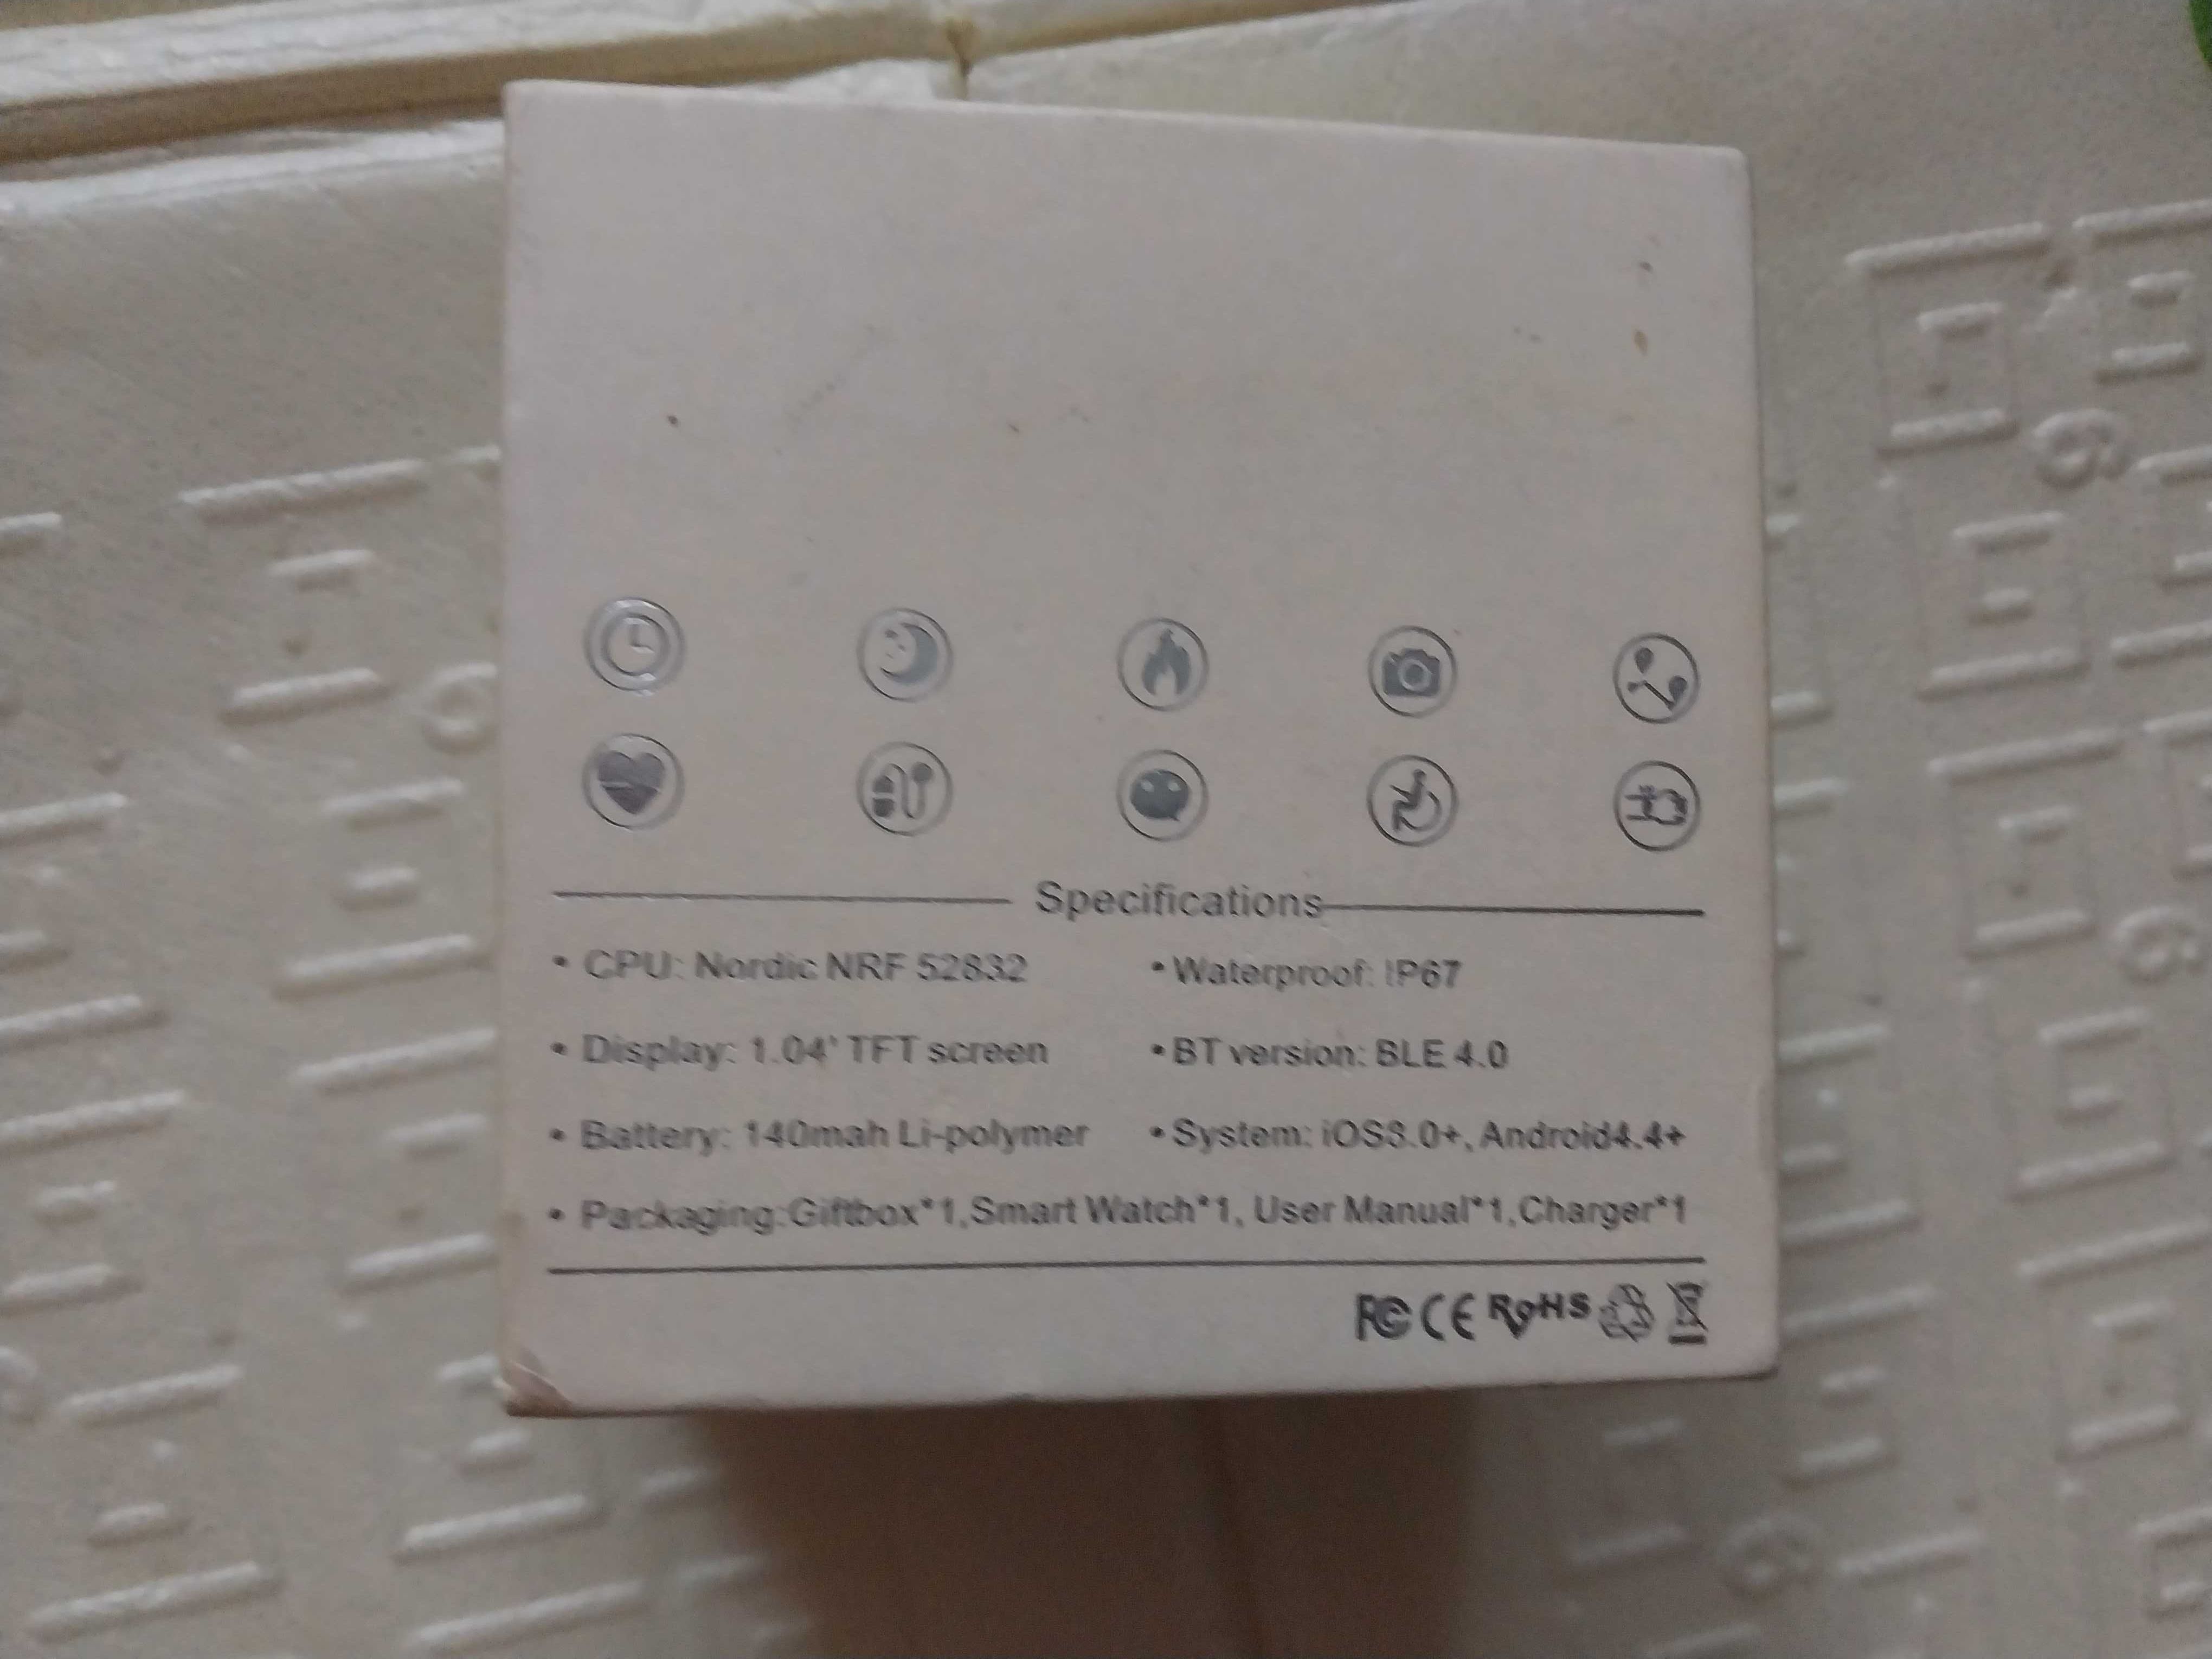 Specifications
• CPU: Nordic NRF 52832
• Waterproof: IP67
• Display: 1.04' TFT screen
• BT version: BLE 4.0
• Battery: 140mah Li-polymer
• System: iOS8.0+, Android4.4+
• Packaging:Giftbox*1,Smart Watch*1, User Manual*1,Charger*1
FC CE RoHS